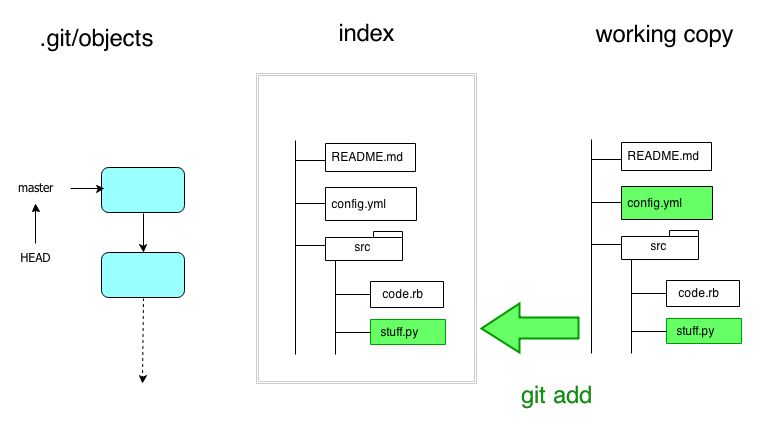 .git/objects
index
working copy
master
HEAD
README.md
config.yml
src
code.rb
stuff.py
README.md
config.yml
src
code.rb
stuff.py
git add